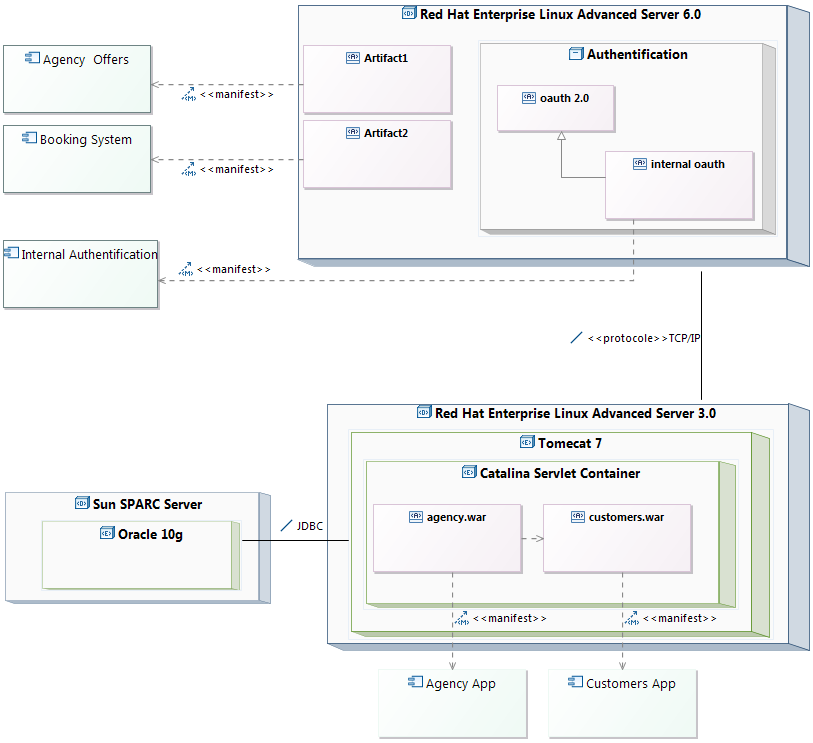 Red Hat Enterprise Linux Advanced Server 6.0
Agency Offers
Artifact1
<<manifest>>
Authentification
oauth 2.0
Booking System
Artifact2
<<manifest>>
internal oauth
Internal Authentification
<<manifest>>
<<protocole>>TCP/IP
Red Hat Enterprise Linux Advanced Server 3.0
Tomecat 7
Catalina Servlet Container
Sun SPARC Server
Oracle 10g
JDBC
agency.war
customers.war
<<manifest>>
<<manifest>>
Agency App
Customers App